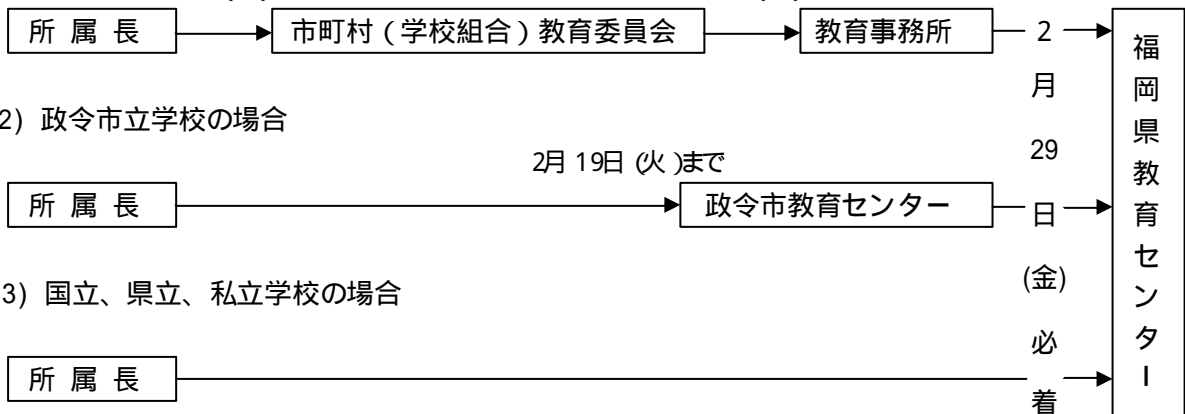 所 属 長
市町村（学校組合）教育委員会
教育事務所
2) 政令市立学校の場合
2月 19日 (火)まで
所 属 長
政令市教育センター
3) 国立、県立、私立学校の場合
所 属 長
2月29日(金)必着
福岡県教育センター